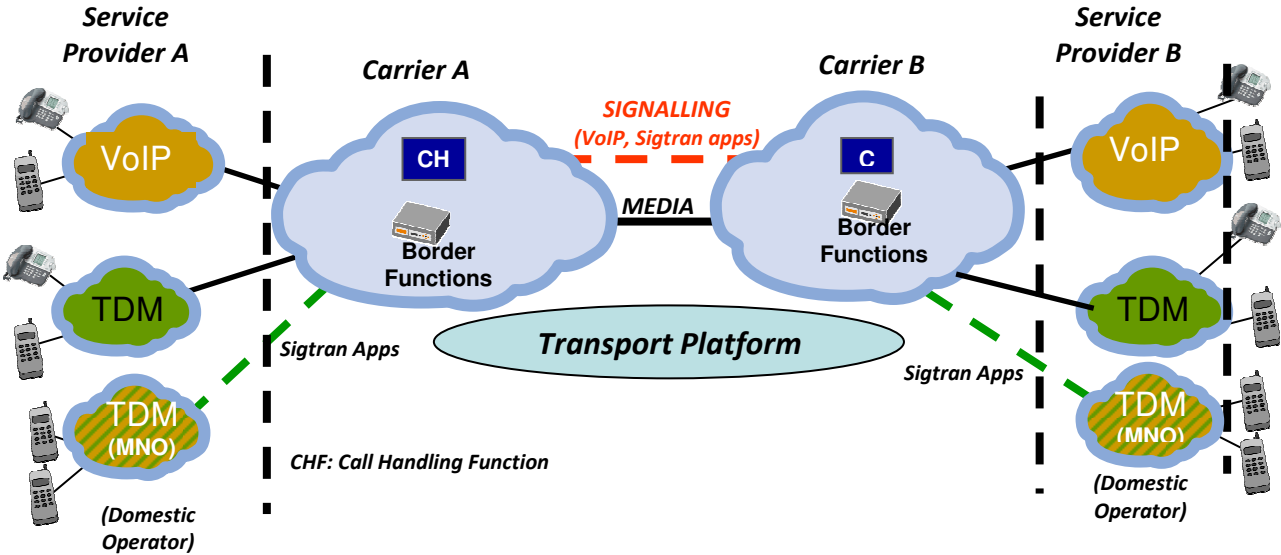 Service
Provider A
Carrier A
Carrier B
Service
Provider B
SIGNALLING
(VoIP, Sigtran apps)
VoIP
CH
C
VoIP
MEDIA
Border
Functions
Border
Functions
TDM
TDM
Transport Platform
Sigtran Apps
Sigtran Apps
TDM
(MNO)
TDM
(MNO)
CHF: Call Handling Function
(Domestic
Operator)
(Domestic
Operator)